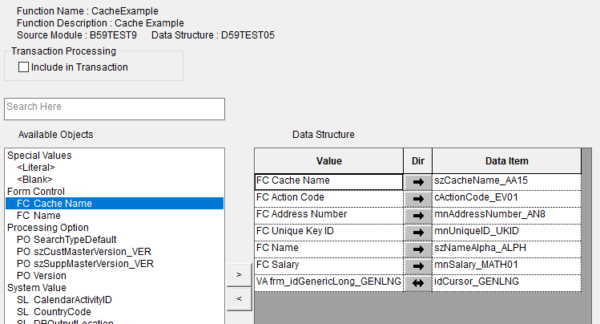 Function Name : CacheExample
Function Description : Cache Example
Source Module : B59TEST9 Data Structure : D59TEST05
Transaction Processing
Include in Transaction
Search Here
Available Objects
Special Values
<Literal>
<Blank>
Form Control
FC Cache Name
FC Name
Processing Option
PO SearchTypeDefault
PO szCustMasterVersion_VER
PO szSuppMasterVersion_VER
PO Version
System Value
SL CalendarActivityID
SL CountryCode
SL DBOutputLocation
>
<
Data Structure
Value Dir Data Item
FC Cache Name szCacheName_AA15
FC Action Code cActionCode_EV01
FC Address Number mnAddressNumber_AN8
FC Unique Key ID mnUniqueID_UKID
FC Name szNameAlpha_ALPH
FC Salary mnSalary_MATH01
VA frm_idGenericLong_GENLNG idCursor_GENLNG